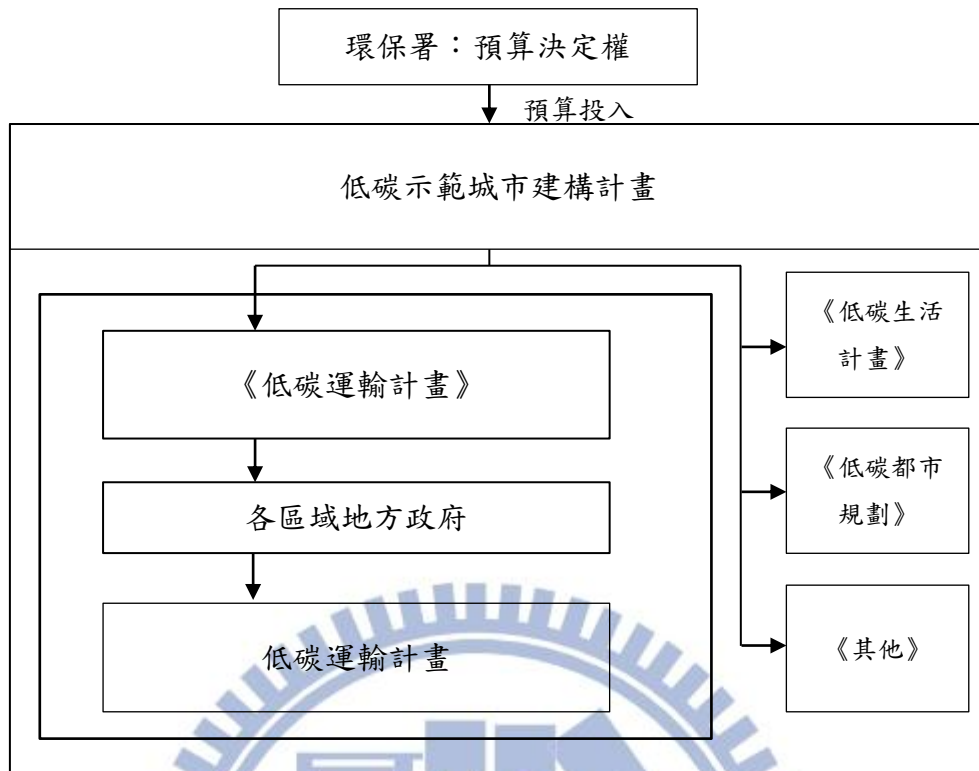 環保署：預算決定權
預算投入
低碳示範城市建構計畫
《低碳運輸計畫》
各區域地方政府
低碳運輸計畫
《低碳生活
計畫》
《低碳都市
規劃》
《其他》